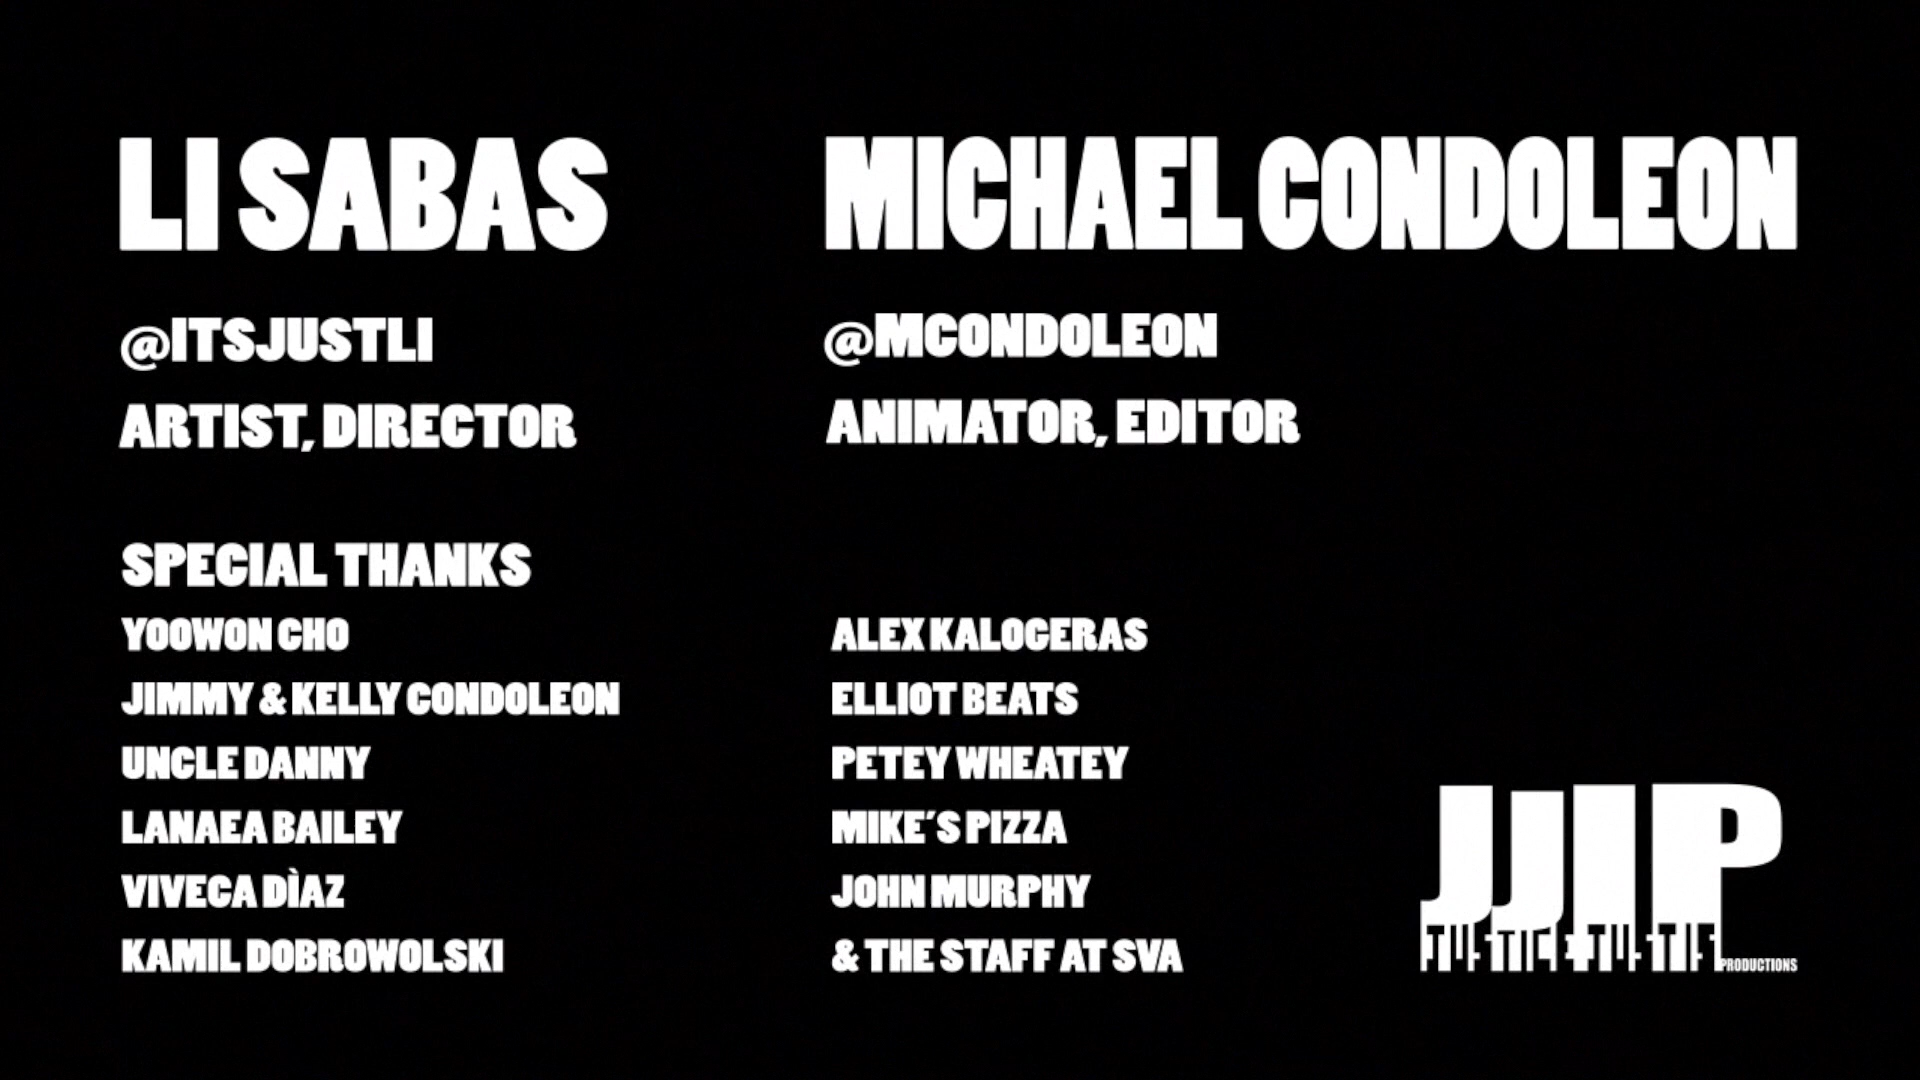 LI SABAS
@ITSJUSTLI
ARTIST, DIRECTOR
MICHAEL CONDOLEON
@MCONDOLEON
ANIMATOR, EDITOR
SPECIAL THANKS
YOOWON CHO
JIMMY & KELLY CONDOLEON
UNCLE DANNY
LANAEA BAILEY
VIVECA DÌAZ
KAMIL DOBROWOLSKI
ALEX KALOGERAS
ELLIOT BEATS
PETEY WHEATEY
MIKE'S PIZZA
JOHN MURPHY
& THE STAFF AT SVA
JJIP
PRODUCTIONS